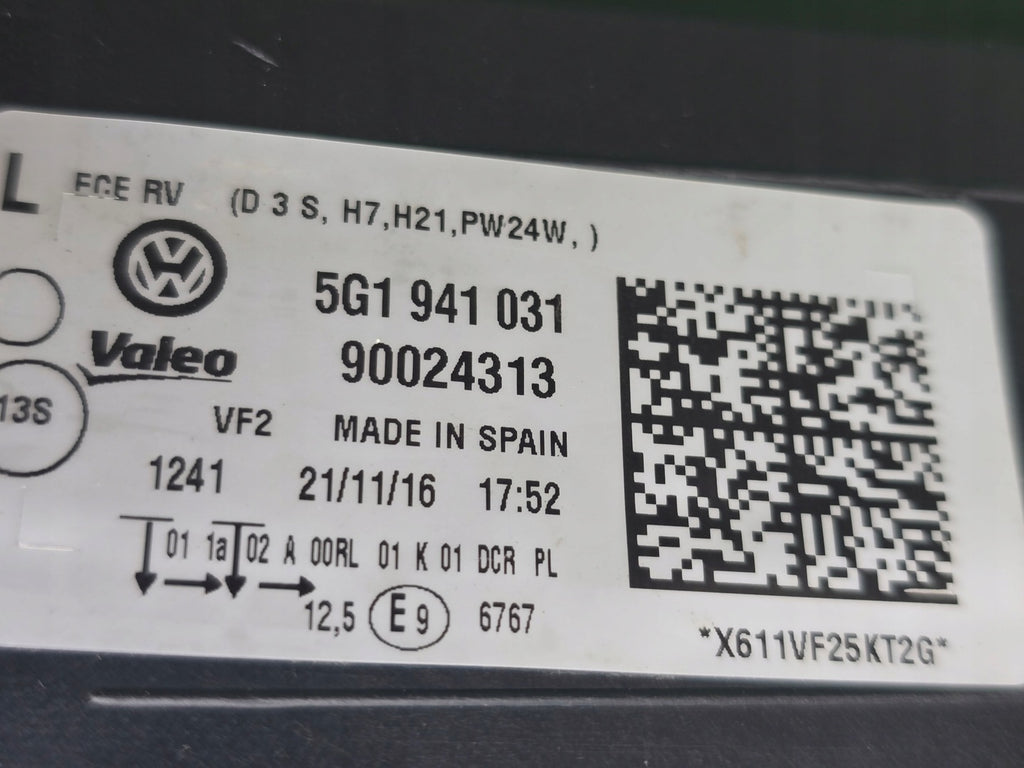 L FCE RV (D 3 S, H7,H21,PW24W, )
5G1 941 031
Valeo 90024313
13S
VF2 MADE IN SPAIN
1241 21/11/16 17:52
01 1a 02 A 00RL 01 K 01 DCR PL
12,5 E9 6767
*X611VF25KT2G*